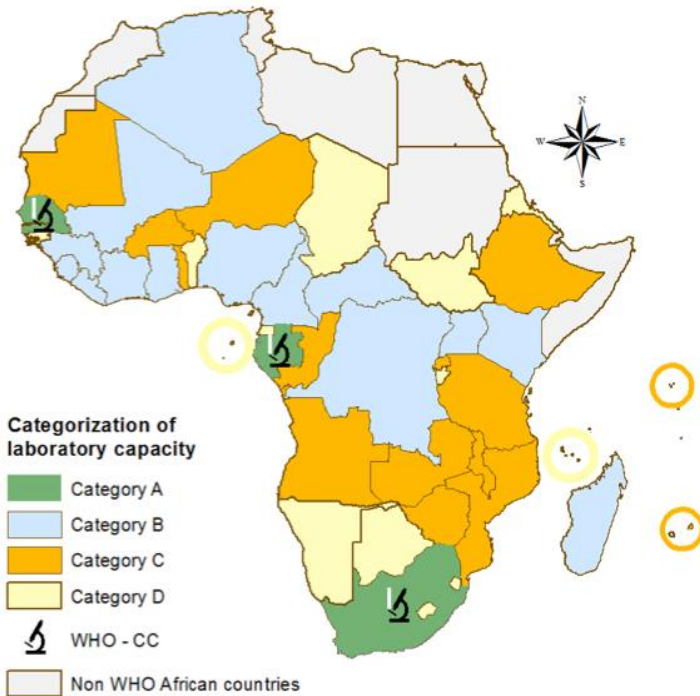 N
W
E
S
Categorization of
laboratory capacity
Category A
Category B
Category C
Category D
WHO - CC
Non WHO African countries